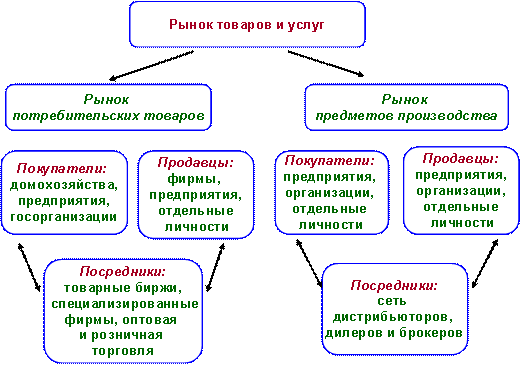 Рынок товаров и услуг
Рынок
потребительских товаров
Рынок
предметов производства
Покупатели:
домохозяйства,
предприятия,
госорганизации
Продавцы:
фирмы,
предприятия,
отдельные
личности
Покупатели:
предприятия,
организации,
отдельные
личности
Продавцы:
предприятия,
организации,
отдельные
личности
Посредники:
товарные биржи,
специализированные
фирмы, оптовая
и розничная
торговля
Посредники:
сеть
дистрибьюторов,
дилеров и брокеров